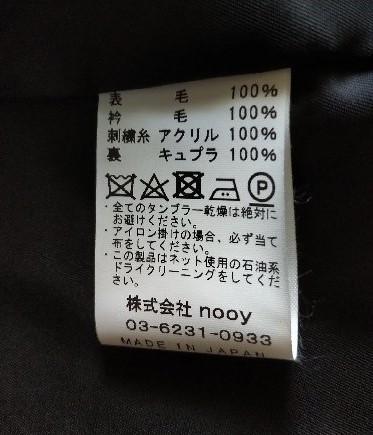 表 毛 100%
衿 毛 100%
刺繍糸 アクリル 100%
裏 キュプラ 100%
P
・全てのタンブラー乾燥は絶対に
お避けください。
・アイロン掛けの場合、必ず当て
布をしてください。
・この製品はネット使用の石油系
ドライクリーニングをしてくだ
さい。
株式会社 nooy
03-6231-0933
MADE IN JAPAN